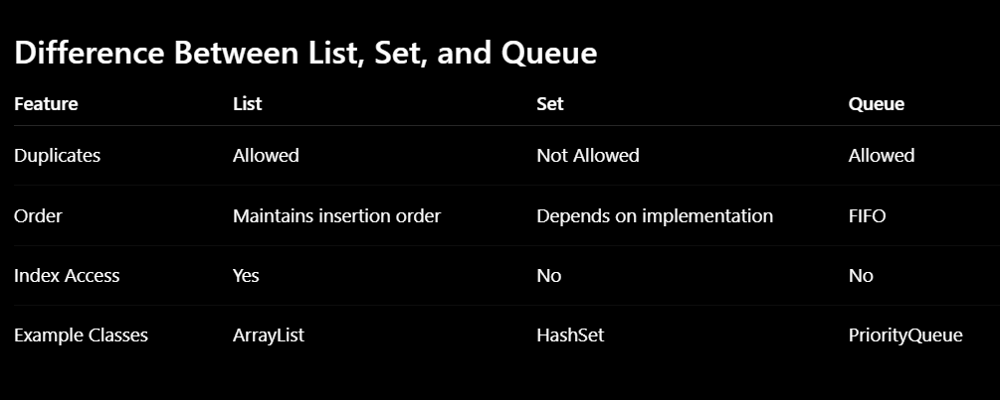 Difference Between List, Set, and Queue
Feature List Set Queue
Duplicates Allowed Not Allowed Allowed
Order Maintains insertion order Depends on implementation FIFO
Index Access Yes No No
Example Classes ArrayList HashSet PriorityQueue